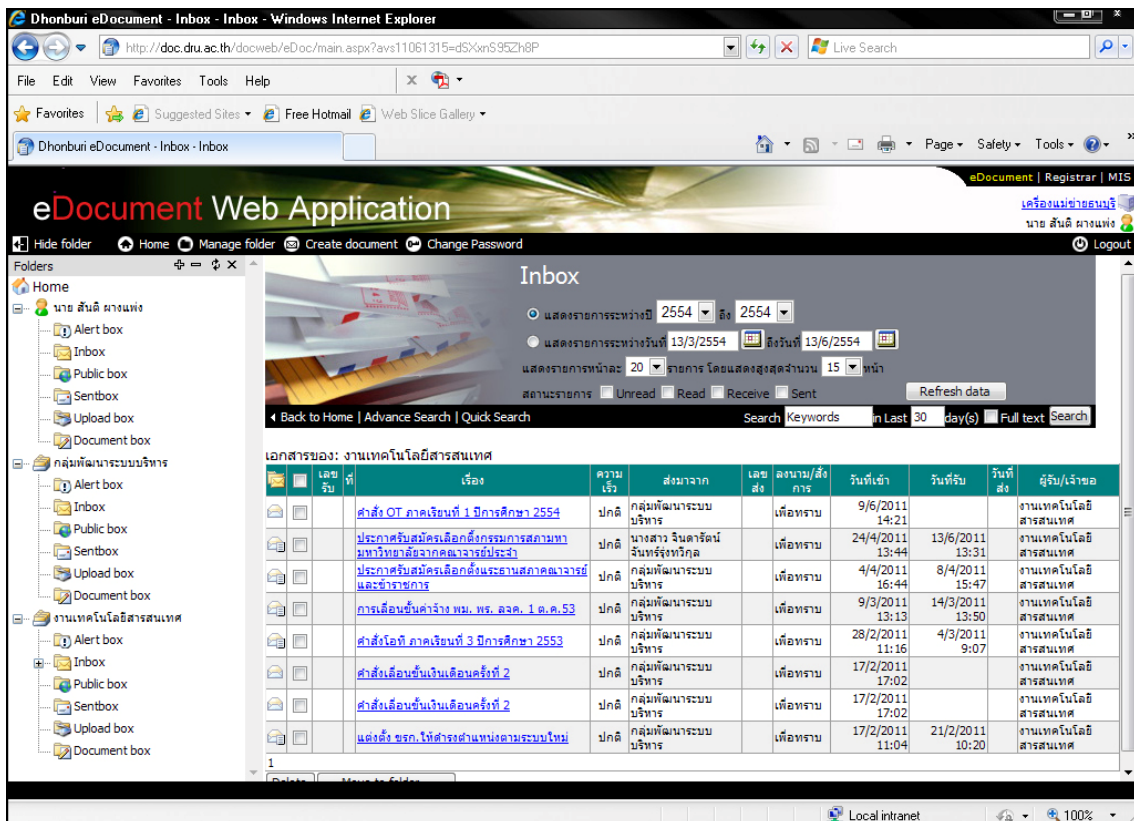 Dhonburi eDocument - Inbox - Inbox - Windows Internet Explorer
http://doc.dru.ac.th/docweb/eDoc/main.aspx?avs11061315=dSXxnS95Zh8P
Live Search
File Edit View Favorites Tools Help
Favorites Suggested Sites Free Hotmail Web Slice Gallery
Dhonburi eDocument - Inbox - Inbox
Page Safety Tools
eDocument | Registrar | MIS
eDocument Web Application
เครื่องแม่ข่ายธนบุรี
นาย สันติ ผางแพ่ง
Hide folder Home Manage folder Create document Change Password Logout
Folders
Home
นาย สันติ ผางแพ่ง
Alert box
Inbox
Public box
Sentbox
Upload box
Document box
กลุ่มพัฒนาระบบบริหาร
Alert box
Inbox
Public box
Sentbox
Upload box
Document box
งานเทคโนโลยีสารสนเทศ
Alert box
Inbox
Public box
Sentbox
Upload box
Document box
Inbox
แสดงรายการระหว่างปี 2554 ถึง 2554
แสดงรายการระหว่างวันที่ 13/3/2554 ถึงวันที่ 13/6/2554
แสดงรายการหน้าละ 20 รายการ โดยแสดงสูงสุดจำนวน 15 หน้า
สถานะรายการ Unread Read Receive Sent Refresh data
Back to Home | Advance Search | Quick Search Search Keywords in Last 30 day(s) Full text Search
เอกสารของ: งานเทคโนโลยีสารสนเทศ
เลขรับ ที่ เรื่อง ความเร็ว ส่งมาจาก เลขส่ง ลงนาม/สั่งการ วันที่เข้า วันที่รับ วันที่ส่ง ผู้รับ/เจ้าของ
คำสั่ง OT ภาคเรียนที่ 1 ปีการศึกษา 2554 ปกติ กลุ่มพัฒนาระบบบริหาร เพื่อทราบ 9/6/2011 14:21 งานเทคโนโลยีสารสนเทศ
ประกาศรับสมัครเลือกตั้งกรรมการสภามหามหาวิทยาลัยจากคณาจารย์ประจำ ปกติ นางสาว จินดารัตน์ จันทร์รุ่งทวีกุล เพื่อทราบ 24/4/2011 13:44 13/6/2011 13:31 งานเทคโนโลยีสารสนเทศ
ประกาศรับสมัครเลือกตั้งแระธานสภาคณาจารย์และข้าราชการ ปกติ กลุ่มพัฒนาระบบบริหาร เพื่อทราบ 4/4/2011 16:44 8/4/2011 15:47 งานเทคโนโลยีสารสนเทศ
การเลื่อนขั้นค่าจ้าง พม. พร. ลจค. 1 ต.ค.53 ปกติ กลุ่มพัฒนาระบบบริหาร เพื่อทราบ 9/3/2011 13:13 14/3/2011 13:50 งานเทคโนโลยีสารสนเทศ
คำสั่งโอที ภาคเรียนที่ 3 ปีการศึกษา 2553 ปกติ กลุ่มพัฒนาระบบบริหาร เพื่อทราบ 28/2/2011 11:16 4/3/2011 9:07 งานเทคโนโลยีสารสนเทศ
คำสั่งเลื่อนขั้นเงินเดือนครั้งที่ 2 ปกติ กลุ่มพัฒนาระบบบริหาร เพื่อทราบ 17/2/2011 17:02 งานเทคโนโลยีสารสนเทศ
คำสั่งเลื่อนขั้นเงินเดือนครั้งที่ 2 ปกติ กลุ่มพัฒนาระบบบริหาร เพื่อทราบ 17/2/2011 17:02 งานเทคโนโลยีสารสนเทศ
แต่งตั้ง ขรก.ให้ดำรงตำแหน่งตามระบบใหม่ ปกติ กลุ่มพัฒนาระบบบริหาร เพื่อทราบ 17/2/2011 11:04 21/2/2011 10:20 งานเทคโนโลยีสารสนเทศ
1
Delete Move to folder
Local intranet 100%